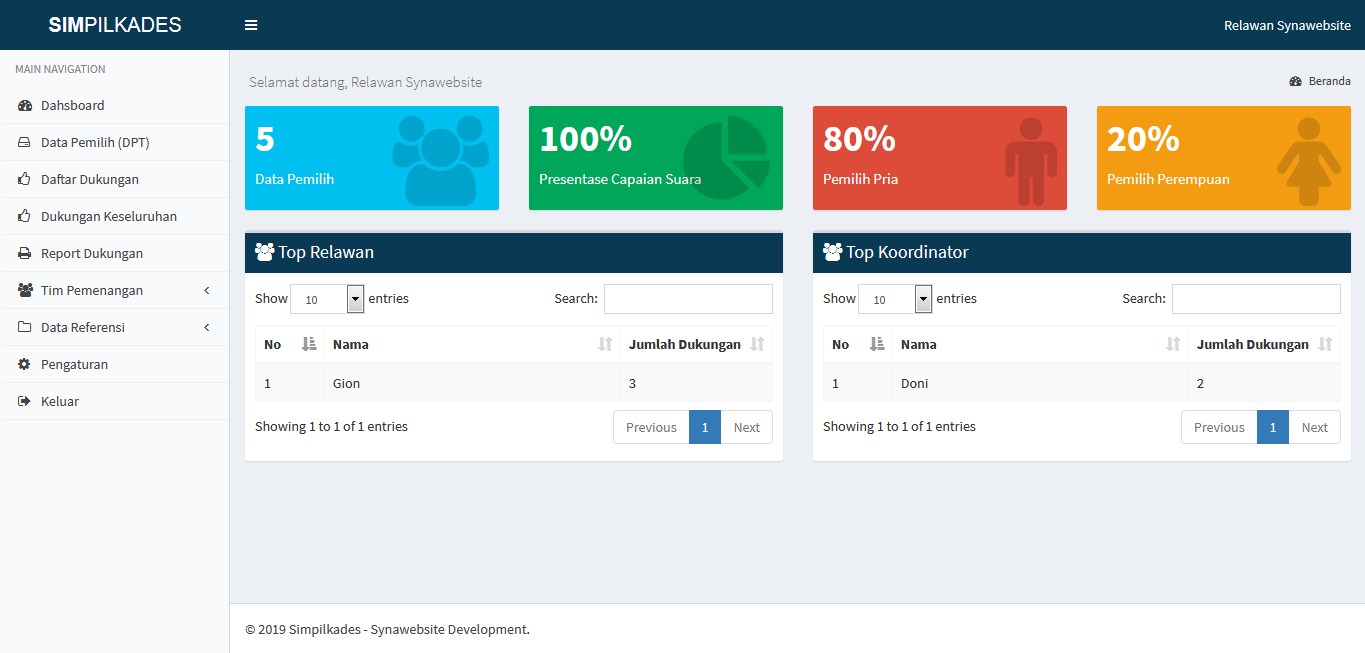 SIMPILKADES
Relawan Synawebsite
MAIN NAVIGATION
Dahsboard
Data Pemilih (DPT)
Daftar Dukungan
Dukungan Keseluruhan
Report Dukungan
Tim Pemenangan
Data Referensi
Pengaturan
Keluar
Selamat datang, Relawan Synawebsite
Beranda
5
Data Pemilih
100%
Presentase Capaian Suara
80%
Pemilih Pria
20%
Pemilih Perempuan
Top Relawan
Show 10 entries Search:
No Nama Jumlah Dukungan
1 Gion 3
Showing 1 to 1 of 1 entries Previous 1 Next
Top Koordinator
Show 10 entries Search:
No Nama Jumlah Dukungan
1 Doni 2
Showing 1 to 1 of 1 entries Previous 1 Next
© 2019 Simpilkades - Synawebsite Development.